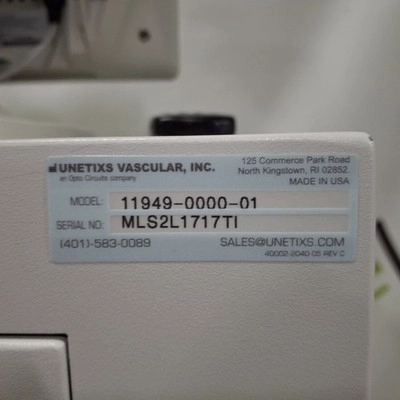 UNETIXS VASCULAR, INC.
an Opto Circuits company
125 Commerce Park Road
North Kingstown, RI 02852
MADE IN USA
MODEL: 11949-0000-01
SERIAL NO: MLS2L1717TI
(401)-583-0089
SALES@UNETIXS.COM
40002-2040-05 REV C